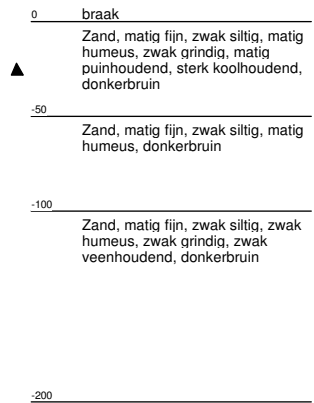 0 braak
Zand, matig fijn, zwak siltig, matig
humeus, zwak grindig, matig
puinhoudend, sterk koolhoudend,
donkerbruin
-50
Zand, matig fijn, zwak siltig, matig
humeus, donkerbruin
-100
Zand, matig fijn, zwak siltig, zwak
humeus, zwak grindig, zwak
veenhoudend, donkerbruin
-200